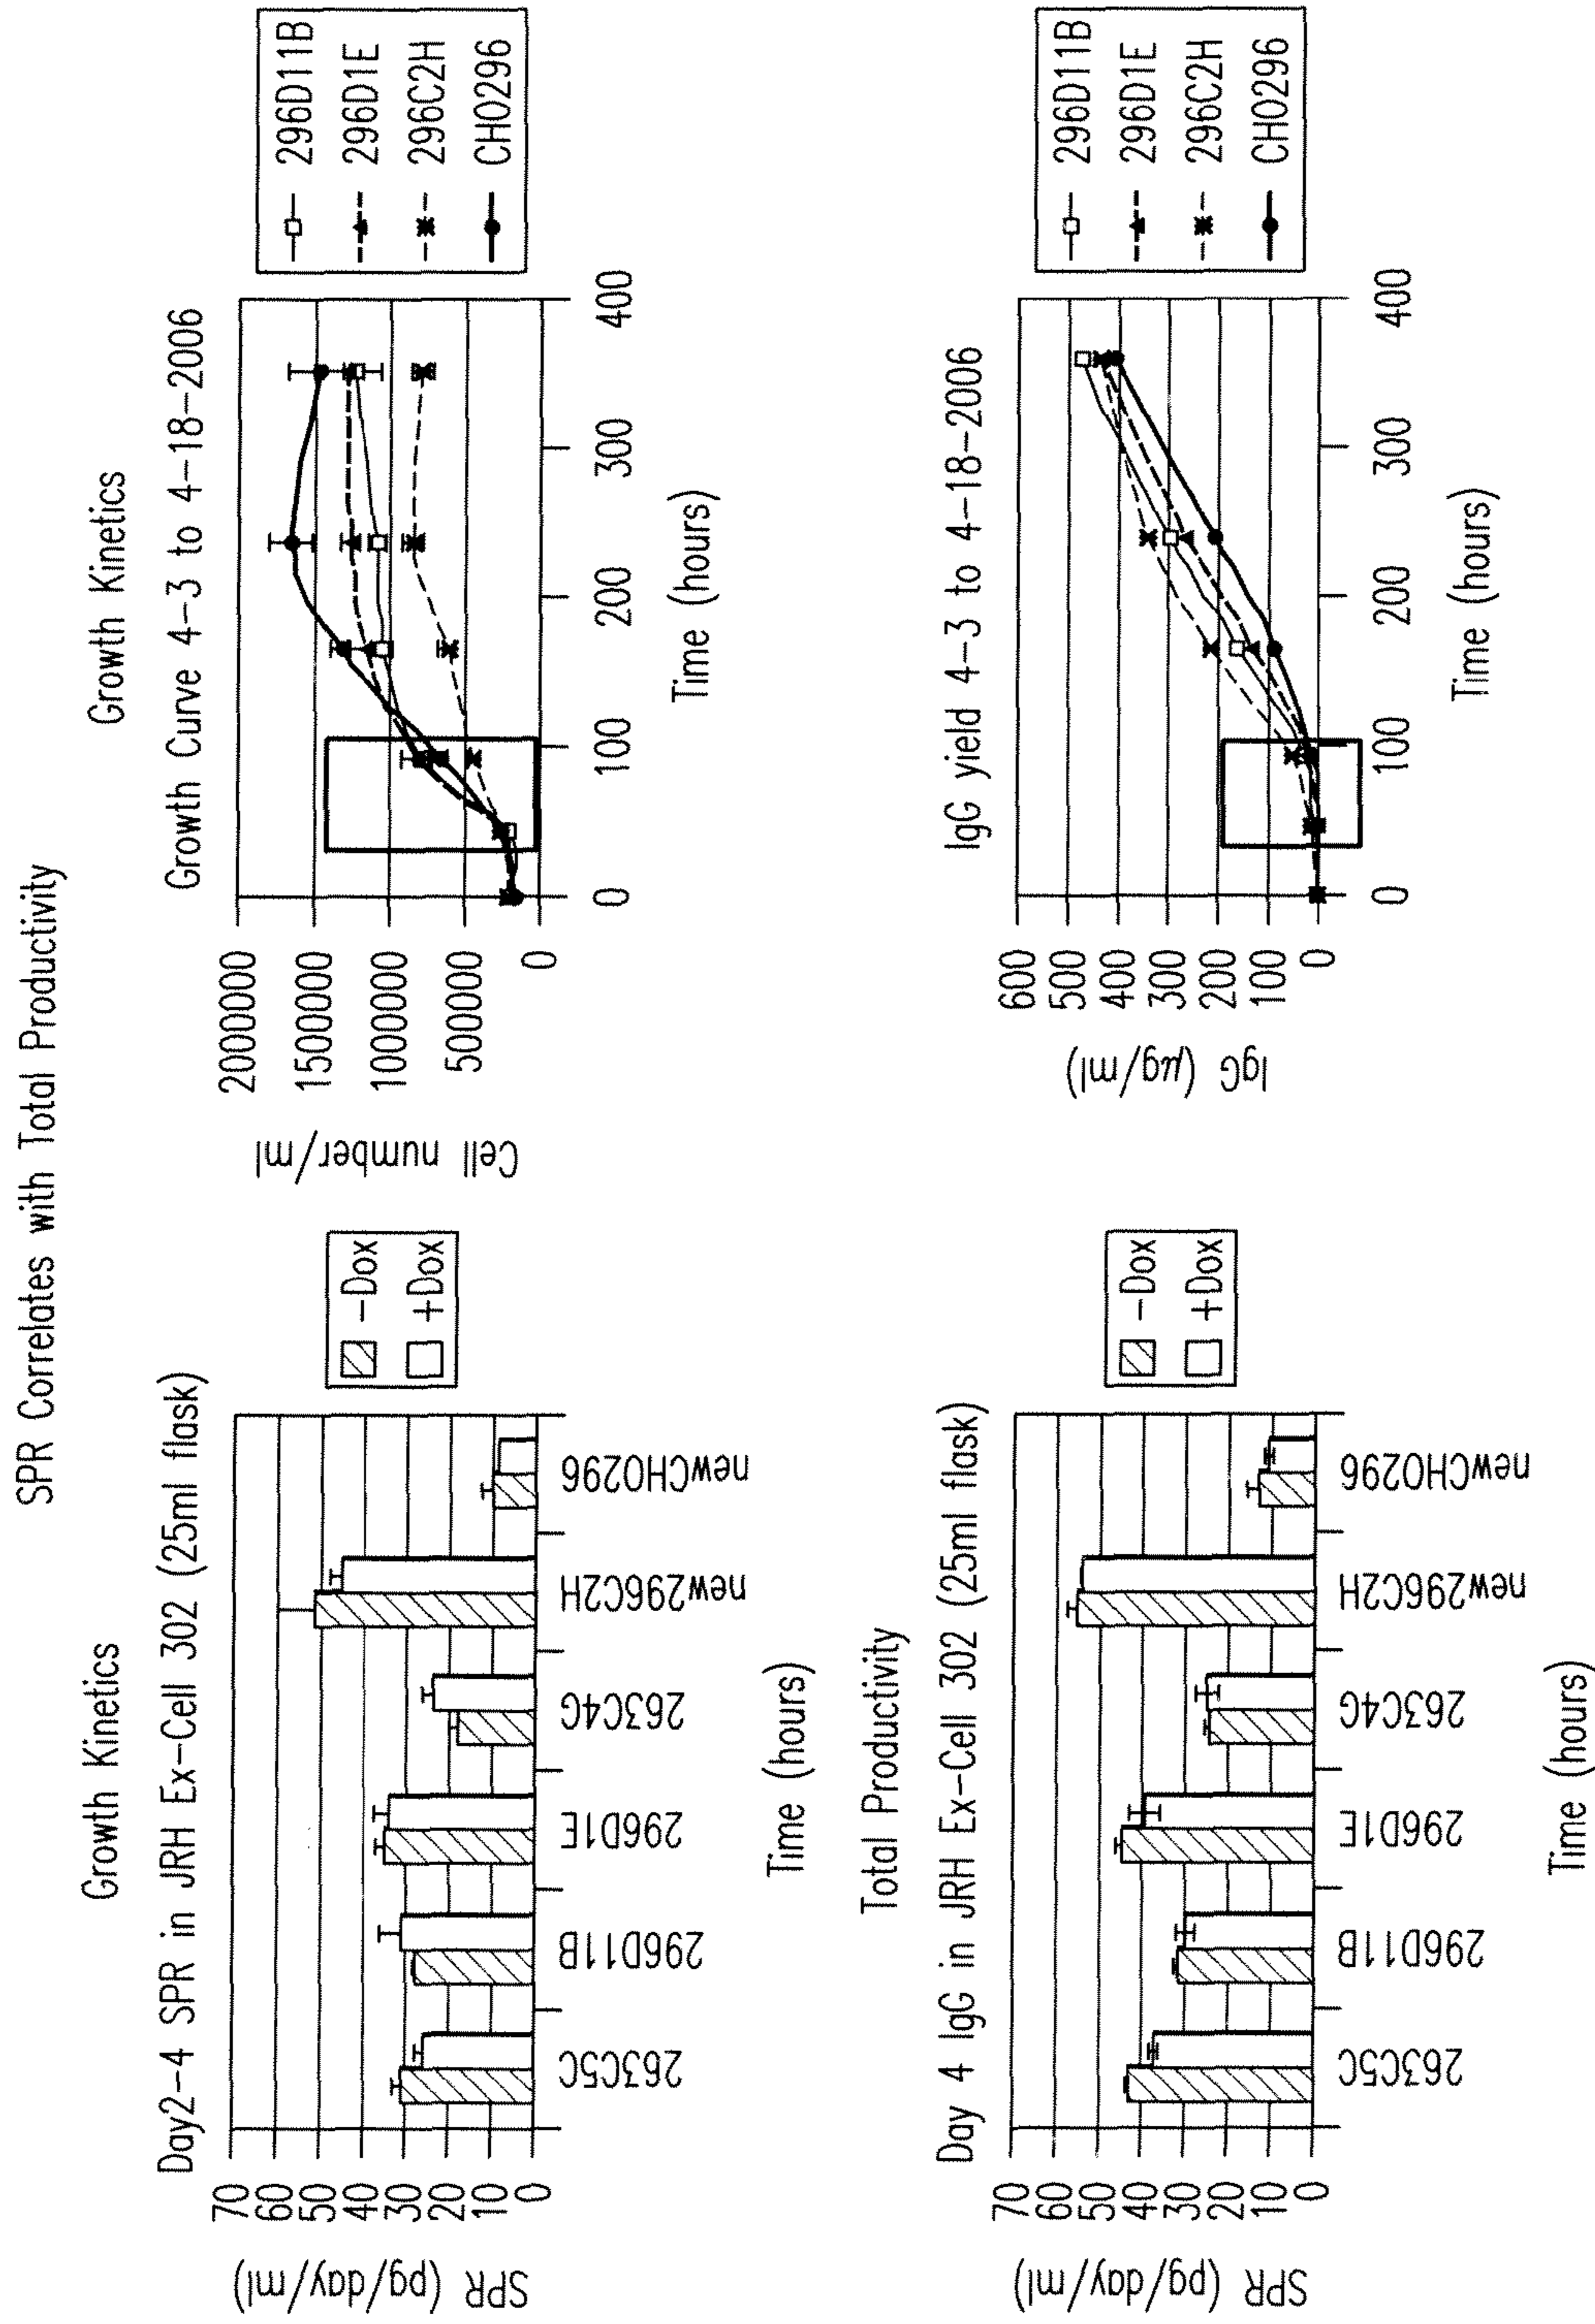 SPR Correlates with Total Productivity
Growth Kinetics
Day2-4 SPR in JRH Ex-Cell 302 (25ml flask)
SPR (pg/day/ml)
70
60
50
40
30
20
10
0
263C5C
296D11B
296D1E
263C4G
new296C2H
newCHO296
Time (hours)
-Dox
+Dox
Growth Kinetics
Growth Curve 4-3 to 4-18-2006
Cell number/ml
2000000
1500000
1000000
500000
0
0
100
200
300
400
Time (hours)
296D11B
296D1E
296C2H
CHO296
Total Productivity
Day 4 IgG in JRH Ex-Cell 302 (25ml flask)
SPR (pg/day/ml)
70
60
50
40
30
20
10
0
263C5C
296D11B
296D1E
263C4G
new296C2H
newCHO296
Time (hours)
-Dox
+Dox
IgG yield 4-3 to 4-18-2006
IgG (µg/ml)
600
500
400
300
200
100
0
0
100
200
300
400
Time (hours)
296D11B
296D1E
296C2H
CHO296